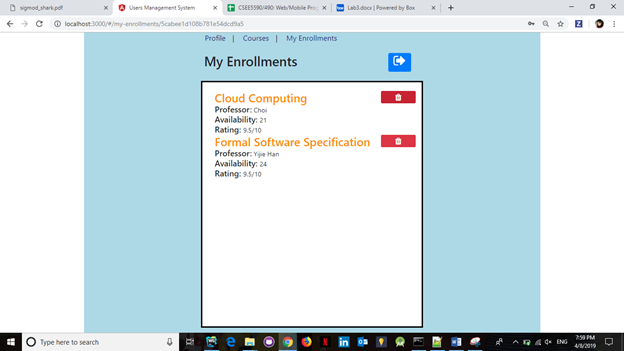 sigmod_shark.pdf
Users Management System
CSEE5590/490: Web/Mobile Prog
Lab3.docx | Powered by Box
localhost:3000/#/my-enrollments/5cabee1d108b781e54dcd9a5
Profile | Courses | My Enrollments
My Enrollments
Cloud Computing
Professor: Choi
Availability: 21
Rating: 9.5/10
Formal Software Specification
Professor: Yijie Han
Availability: 24
Rating: 9.5/10
Type here to search
ENG
7:59 PM
4/8/2019